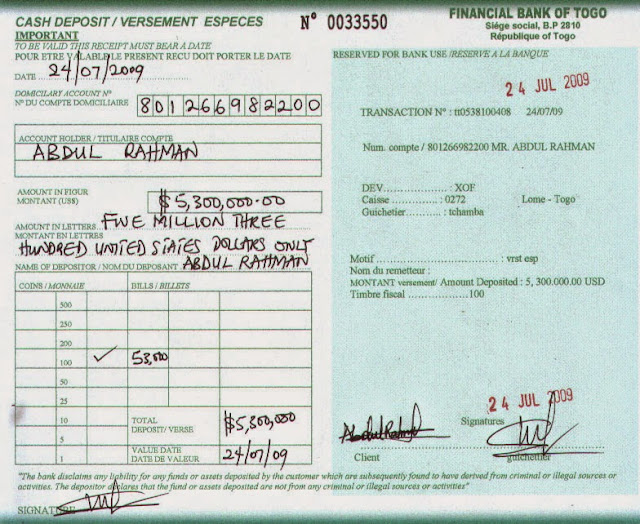 CASH DEPOSIT / VERSEMENT ESPECES
N° 0033550
FINANCIAL BANK OF TOGO
Siége social, B.P 2810
République of Togo
IMPORTANT
TO BE VALID THIS RECEIPT MUST BEAR A DATE
POUR ETRE VALABLE LE PRESENT RECU DOIT PORTER LE DATE
DATE 24/07/2009
DOMICILARY ACCOUNT N°
N° DU COMPTE DOMICILIAIRE 801266982200
ACCOUNT HOLDER / TITULAIRE COMPTE
ABDUL RAHMAN
AMOUNT IN FIGUR
MONTANT (US$) $5,300,000.00
AMOUNT IN LETTERS FIVE MILLION THREE
MONTANT EN LETTRES
HUNDRED UNITED STATES DOLLARS ONLY
NAME OF DEPOSITOR / NOM DU DEPOSANT ABDUL RAHMAN
COINS / MONNAIE BILLS / BILLETS
500
250
200
100 ✓ 53,000
50
25
10 TOTAL $5,300,000
5 DEPOSIT/ VERSE
1 VALUE DATE 24/07/09
DATE DE VALEUR
RESERVED FOR BANK USE /RÉSERVE A LA BANQUE
24 JUL 2009
TRANSACTION N° : tt0538100408 24/07/09
Num. compte / 801266982200 MR. ABDUL RAHMAN
DEV..................... : XOF
Caisse .................. : 0272 Lome - Togo
Guichetier............ : tchamba
Motif ........................... : vrst esp
Nom du remetteur :
MONTANT versement/ Amount Deposited : 5, 300.000.00 USD
Timbre fiscal ....................100
24 JUL 2009
Signatures
Client guichetier
"The bank disclaims any liability for any funds or assets deposited by the customer which are subsequently found to have derived from criminal or illegal sources or
activities. The depositor declares that the fund or assets deposited are not from any criminal or illegal sources or activities"
SIGNATURE